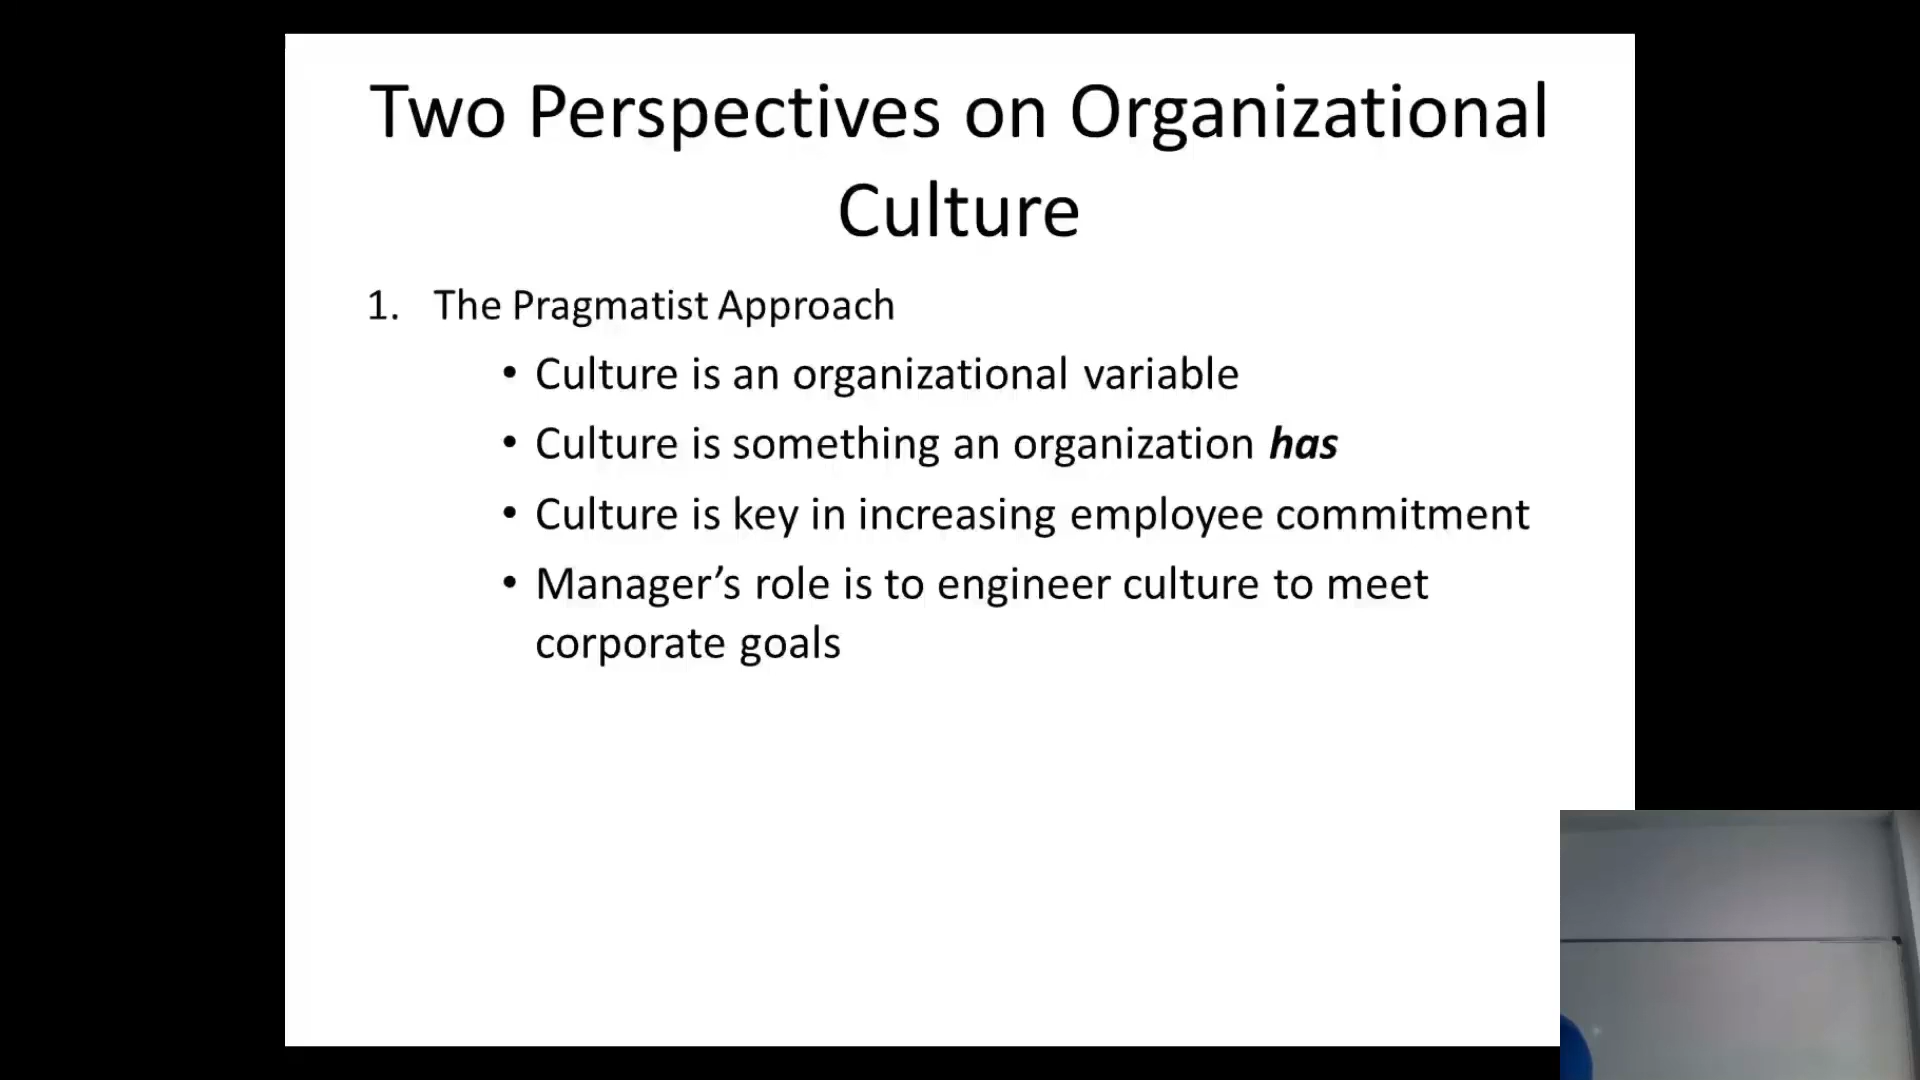 Two Perspectives on Organizational
Culture
1. The Pragmatist Approach
• Culture is an organizational variable
• Culture is something an organization has
• Culture is key in increasing employee commitment
• Manager’s role is to engineer culture to meet
corporate goals